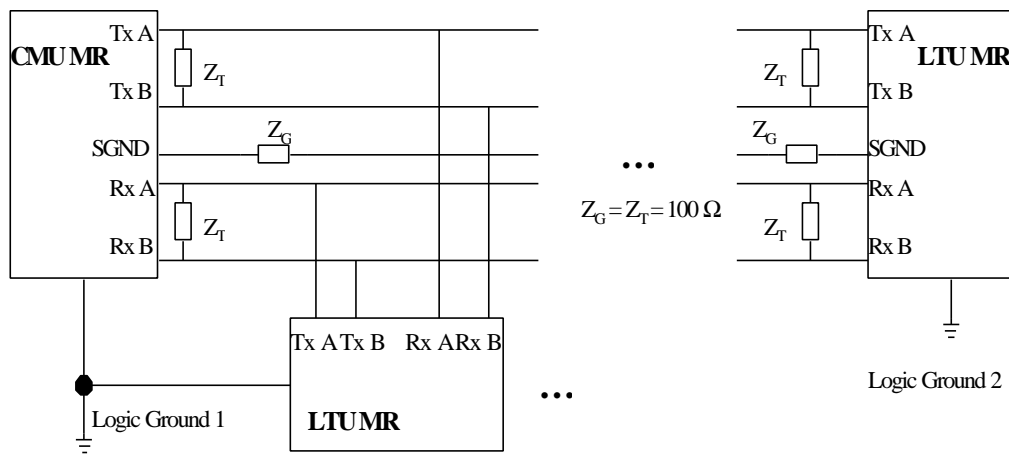 CMU MR
Tx A
Z_T
Tx B
Z_G
SGND
Rx A
Z_T
Rx B
...
Z_G = Z_T = 100 Ω
Tx A
LTU MR
Z_T
Tx B
Z_G
SGND
Rx A
Z_T
Rx B
Tx A Tx B Rx A Rx B
LTU MR
...
Logic Ground 1
Logic Ground 2